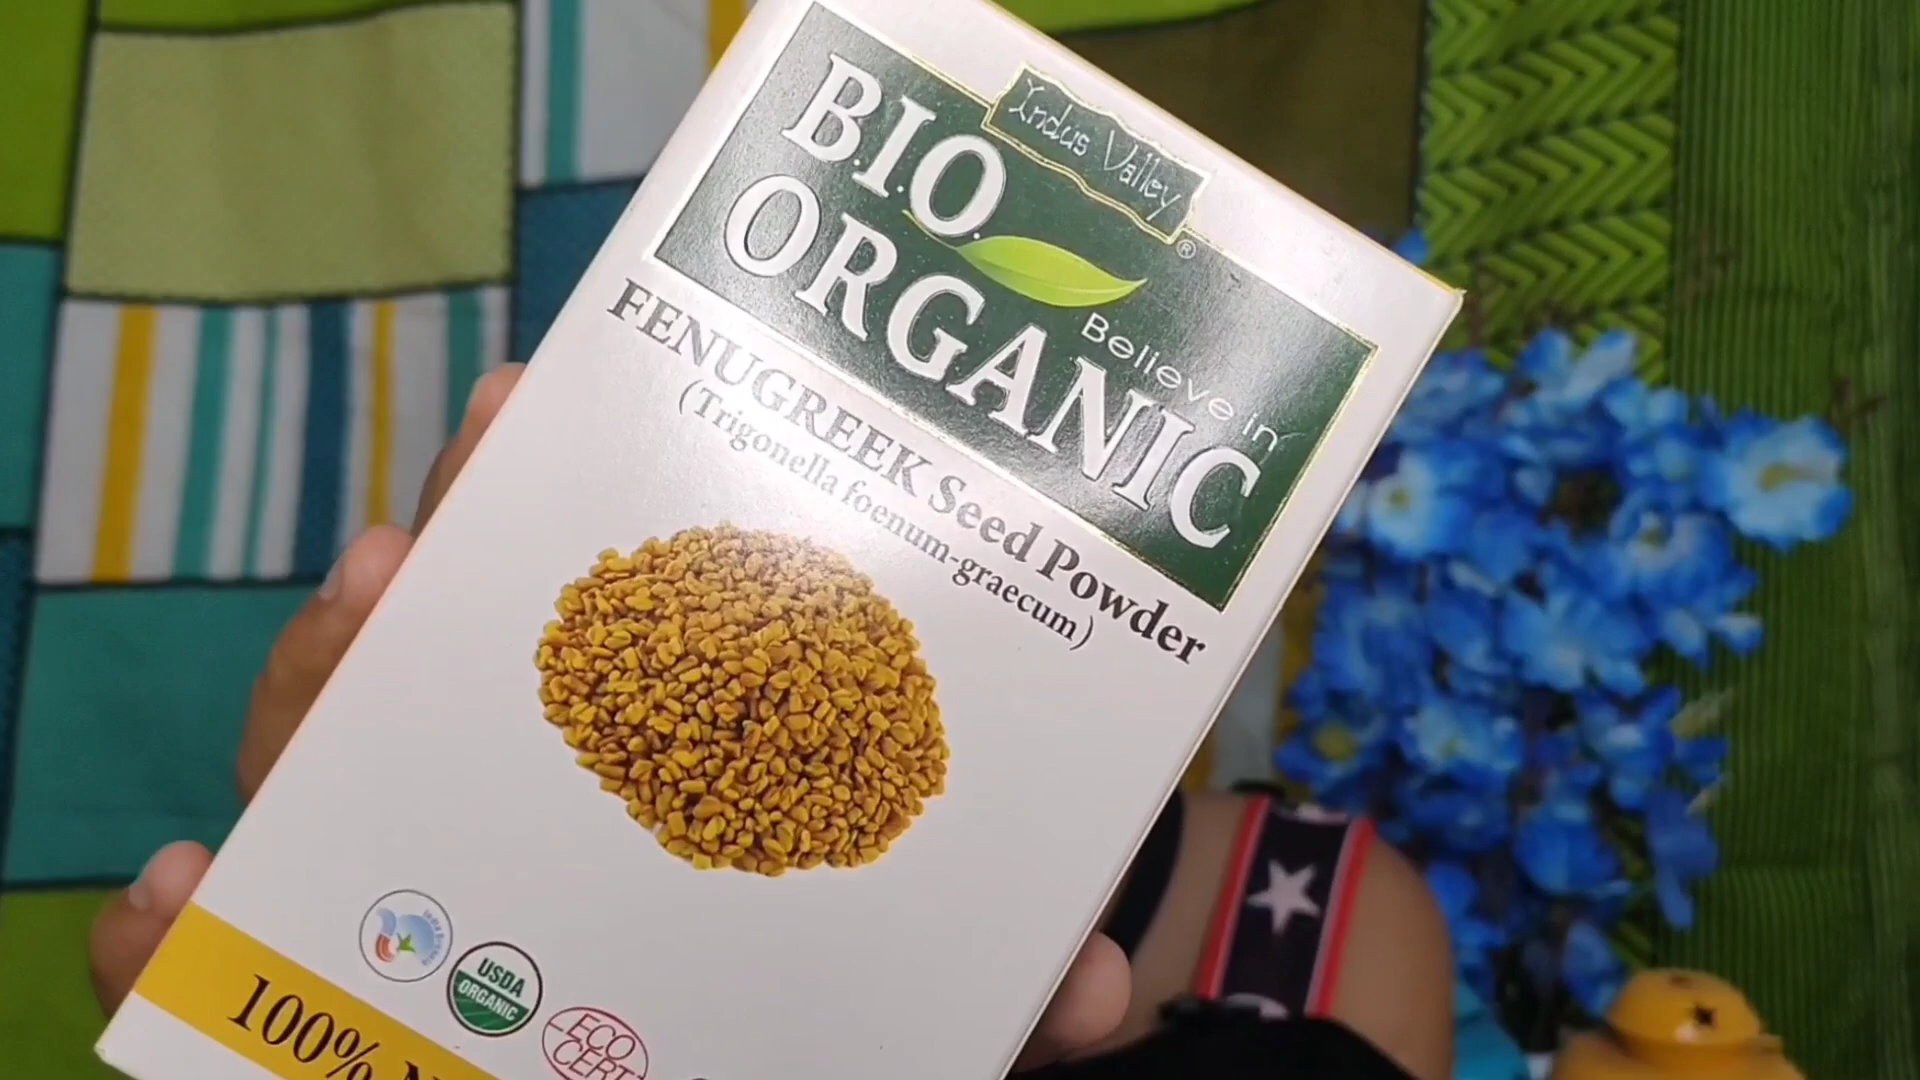 Indus Valley
®
B.I.O.
Believe in
ORGANIC
FENUGREEK Seed Powder
(Trigonella foenum-graecum)
USDA
ORGANIC
ECO
CERT
100%